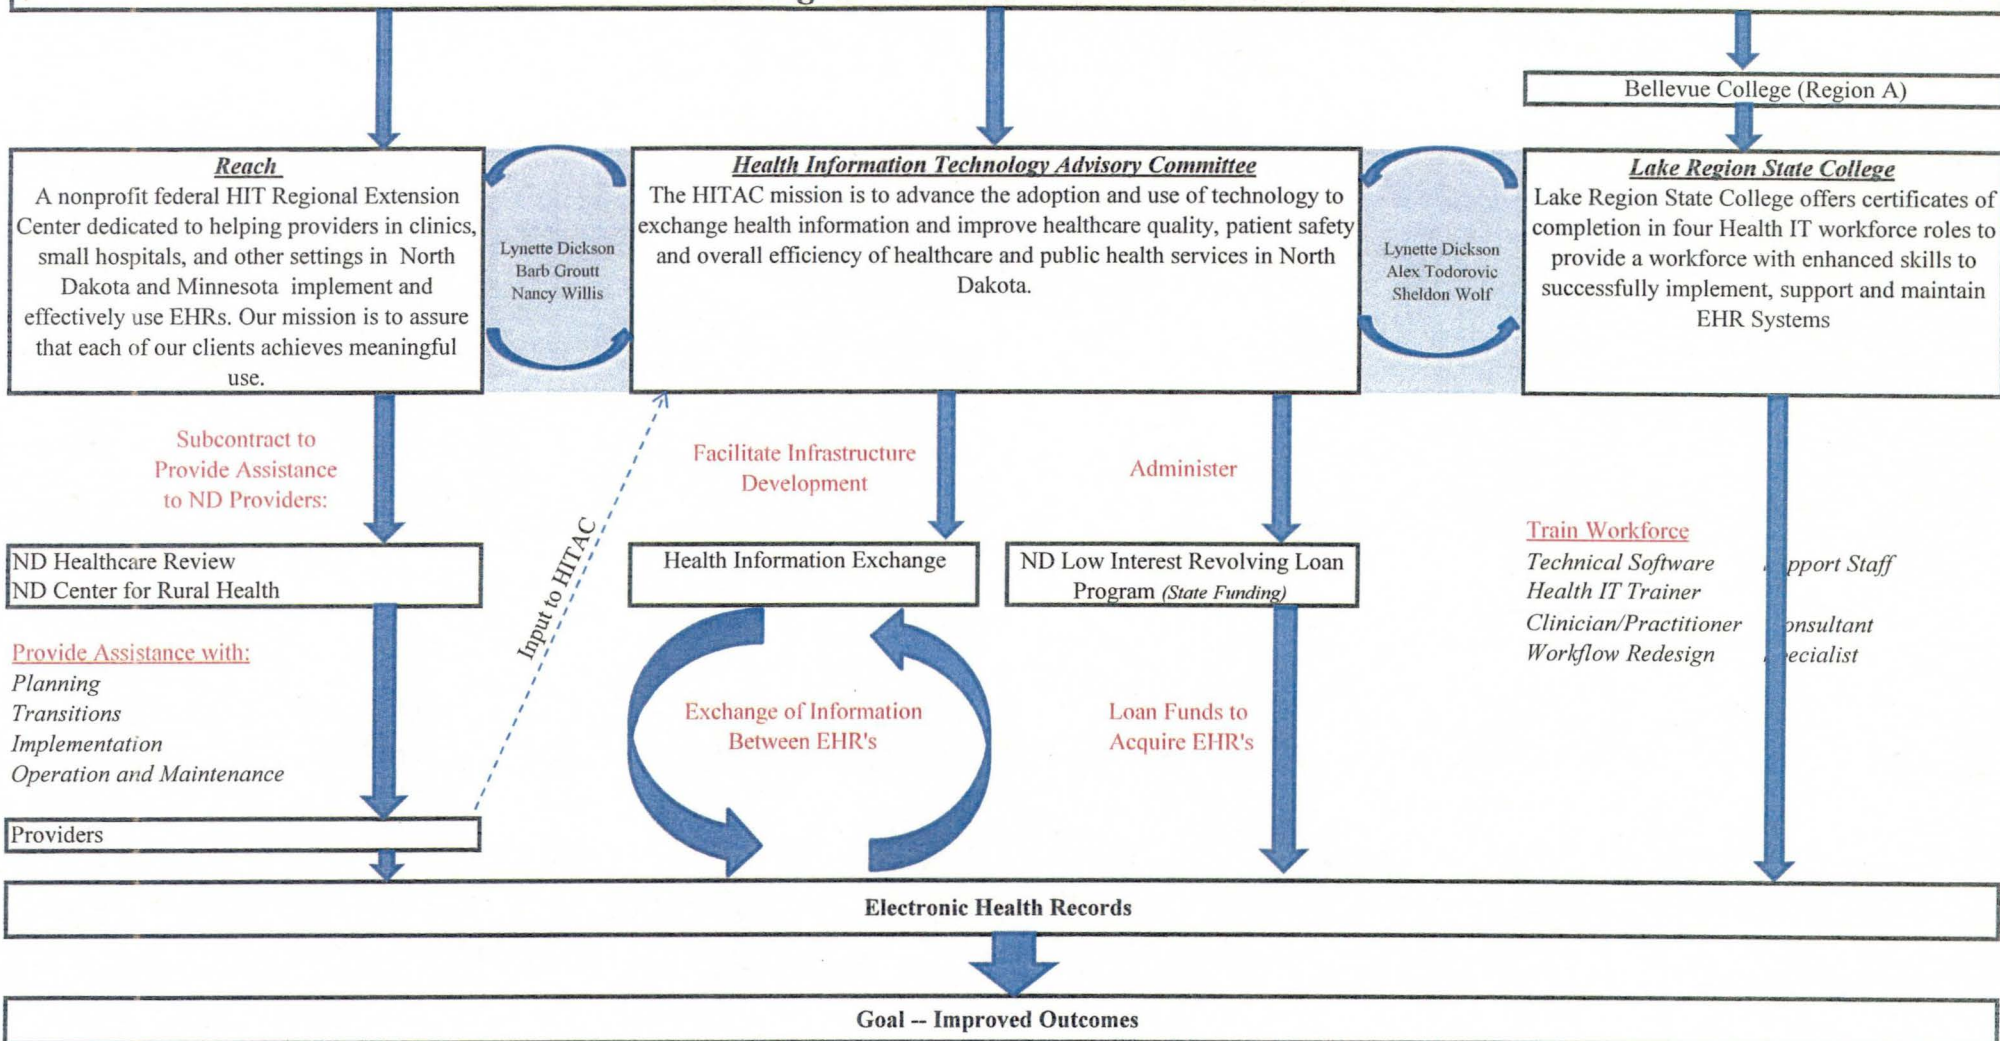 Bellevue College (Region A)
Reach
A nonprofit federal HIT Regional Extension
Center dedicated to helping providers in clinics,
small hospitals, and other settings in North
Dakota and Minnesota implement and
effectively use EHRs. Our mission is to assure
that each of our clients achieves meaningful
use.
Lynette Dickson
Barb Groutt
Nancy Willis
Health Information Technology Advisory Committee
The HITAC mission is to advance the adoption and use of technology to
exchange health information and improve healthcare quality, patient safety
and overall efficiency of healthcare and public health services in North
Dakota.
Lynette Dickson
Alex Todorovic
Sheldon Wolf
Lake Region State College
Lake Region State College offers certificates of
completion in four Health IT workforce roles to
provide a workforce with enhanced skills to
successfully implement, support and maintain
EHR Systems
Subcontract to
Provide Assistance
to ND Providers:
Facilitate Infrastructure
Development
Administer
ND Healthcare Review
ND Center for Rural Health
Input to HITAC
Health Information Exchange
ND Low Interest Revolving Loan
Program (State Funding)
Train Workforce
Technical Software pport Staff
Health IT Trainer
Clinician/Practitioner onsultant
Workflow Redesign ecialist
Provide Assistance with:
Planning
Transitions
Implementation
Operation and Maintenance
Exchange of Information
Between EHR's
Loan Funds to
Acquire EHR's
Providers
Electronic Health Records
Goal -- Improved Outcomes